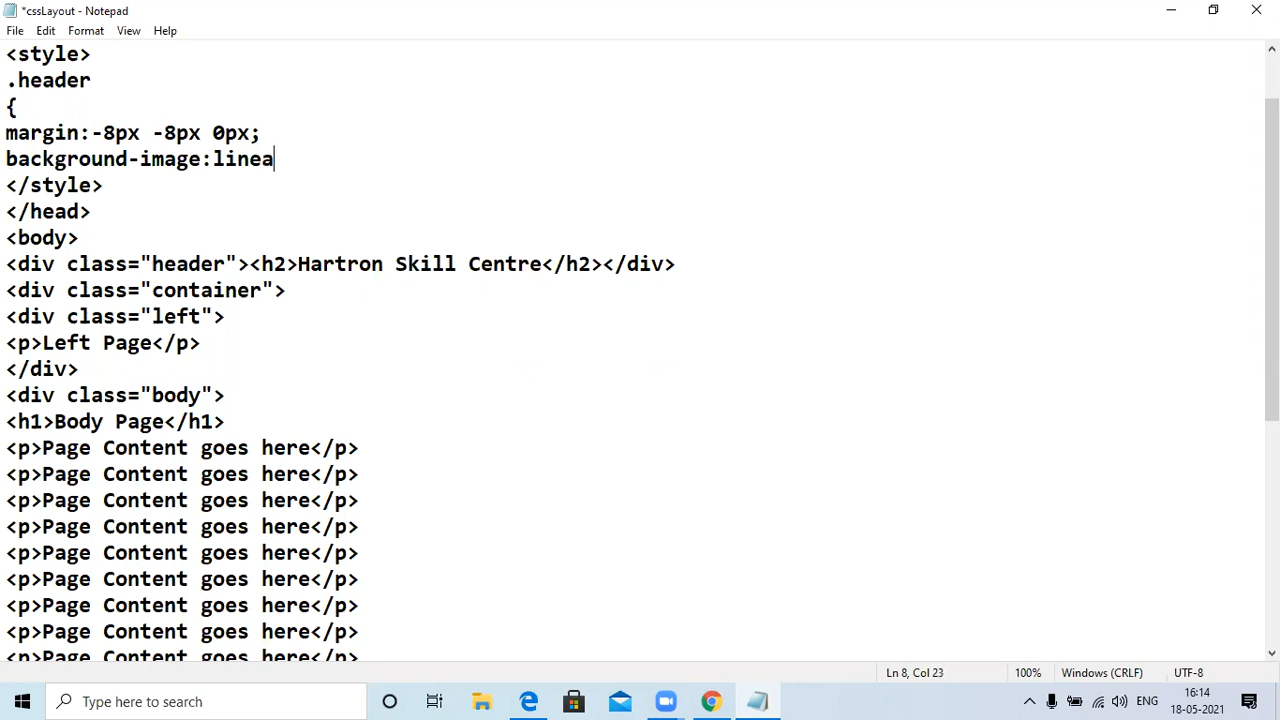 *cssLayout - Notepad
File Edit Format View Help
<style>
.header
{
margin:-8px -8px 0px;
background-image:linea
</style>
</head>
<body>
<div class="header"><h2>Hartron Skill Centre</h2></div>
<div class="container">
<div class="left">
<p>Left Page</p>
</div>
<div class="body">
<h1>Body Page</h1>
<p>Page Content goes here</p>
<p>Page Content goes here</p>
<p>Page Content goes here</p>
<p>Page Content goes here</p>
<p>Page Content goes here</p>
<p>Page Content goes here</p>
<p>Page Content goes here</p>
<p>Page Content goes here</p>
<p>Page Content goes here</p>
Ln 8, Col 23 100% Windows (CRLF) UTF-8
Type here to search
ENG
16:14
18-05-2021